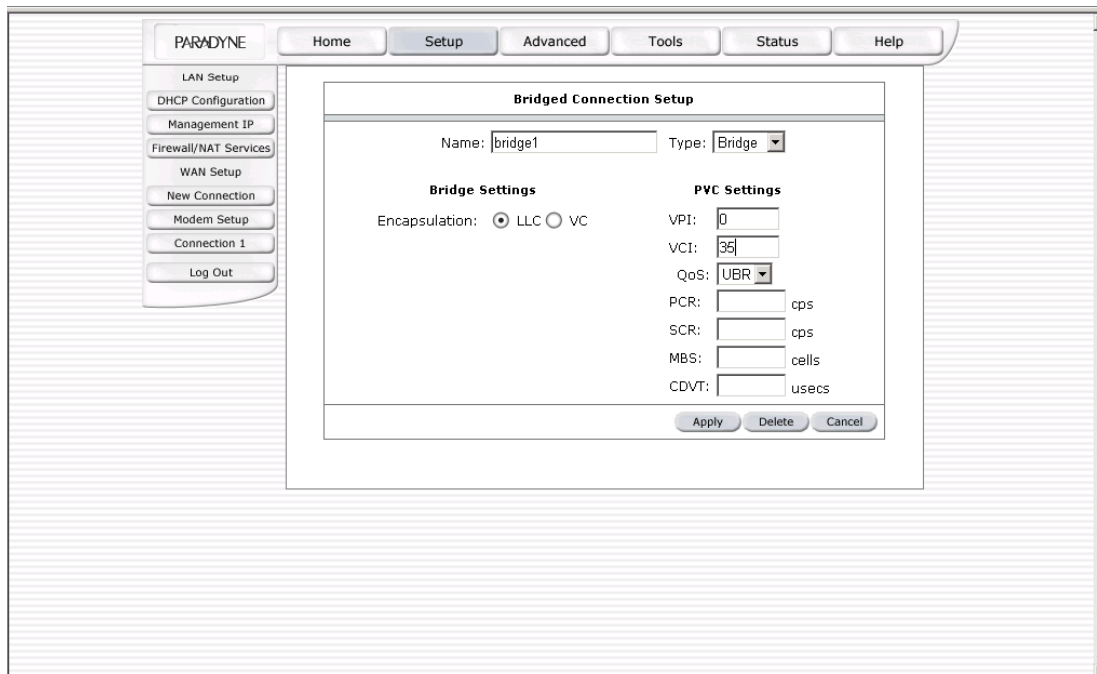 PARADYNE
Home Setup Advanced Tools Status Help
LAN Setup
DHCP Configuration
Management IP
Firewall/NAT Services
WAN Setup
New Connection
Modem Setup
Connection 1
Log Out
Bridged Connection Setup
Name: bridge1 Type: Bridge
Bridge Settings
Encapsulation: LLC VC
PVC Settings
VPI: 0
VCI: 35
QoS: UBR
PCR: cps
SCR: cps
MBS: cells
CDVT: usecs
Apply Delete Cancel